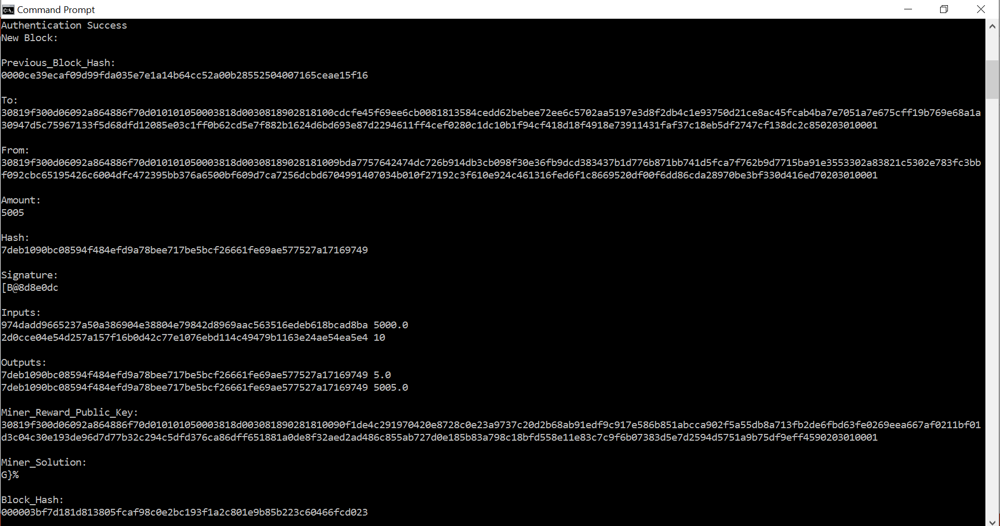 Command Prompt
Authentication Success
New Block:
Previous_Block_Hash:
0000ce39ecaf09d99fda035e7e1a14b64cc52a00b28552504007165ceae15f16
To:
30819f300d06092a864886f70d010101050003818d0030818902818100cdcfe45f69ee6cb0081813584cedd62bebee72ee6c5702aa5197e3d8f2db4c1e93750d21ce8ac45fcab4ba7e7051a7e675cff19b769e68a1a
30947d5c75967133f5d68dfd12085e03c1ff0b62cd5e7f882b1624d6bd693e87d2294611ff4cef0280c1dc10b1f94cf418d18f4918e73911431faf37c18eb5df2747cf138dc2c850203010001
From:
30819f300d06092a864886f70d010101050003818d00308189028181009bda7757642474dc726b914db3cb098f30e36fb9dcd383437b1d776b871bb741d5fca7f762b9d7715ba91e3553302a83821c5302e783fc3bb
f092cbc65195426c6004dfc472395bb376a6500bf609d7ca7256dcbd6704991407034b010f27192c3f610e924c461316fed6f1c8669520df00f6dd86cda28970be3bf330d416ed70203010001
Amount:
5005
Hash:
7deb1090bc08594f484efd9a78bee717be5bcf26661fe69ae577527a17169749
Signature:
[B@8d8e0dc
Inputs:
974dadd9665237a50a386904e38804e79842d8969aac563516edeb618bcad8ba 5000.0
2d0cce04e54d257a157f16b0d42c77e1076ebd114c49479b1163e24ae54ea5e4 10
Outputs:
7deb1090bc08594f484efd9a78bee717be5bcf26661fe69ae577527a17169749 5.0
7deb1090bc08594f484efd9a78bee717be5bcf26661fe69ae577527a17169749 5005.0
Miner_Reward_Public_Key:
30819f300d06092a864886f70d010101050003818d003081890281810090f1de4c291970420e8728c0e23a9737c20d2b68ab91edf9c917e586b851abcca902f5a55db8a713fb2de6fbd63fe0269eea667af0211bf01
d3c04c30e193de96d7d77b32c294c5dfd376ca86dff651881a0de8f32aed2ad486c855ab727d0e185b83a798c18bfd558e11e83c7c9f6b07383d5e7d2594d5751a9b75df9eff4590203010001
Miner_Solution:
G}%
Block_Hash:
000003bf7d181d813805fcaf98c0e2bc193f1a2c801e9b85b223c60466fcd023